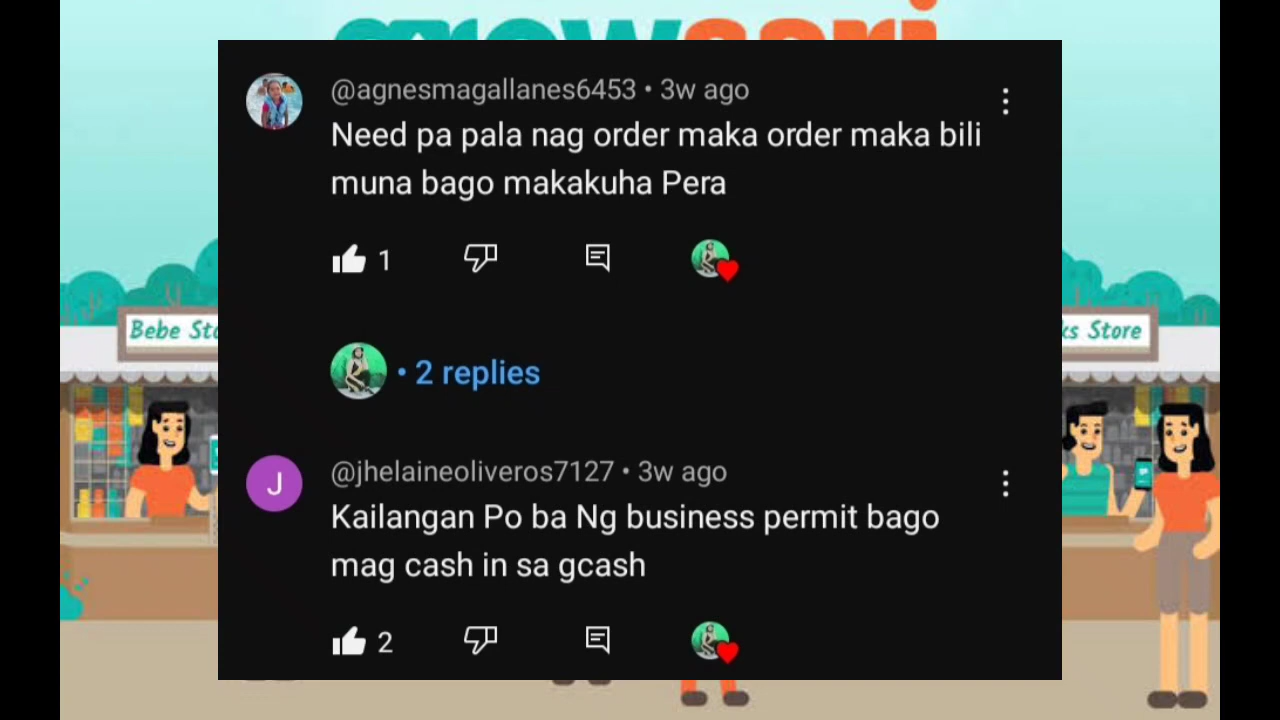 growsari
@agnesmagallanes6453 • 3w ago
Need pa pala nag order maka order maka bili
muna bago makakuha Pera
1
Bebe Sto
ks Store
• 2 replies
J
@jhelaineoliveros7127 • 3w ago
Kailangan Po ba Ng business permit bago
mag cash in sa gcash
2